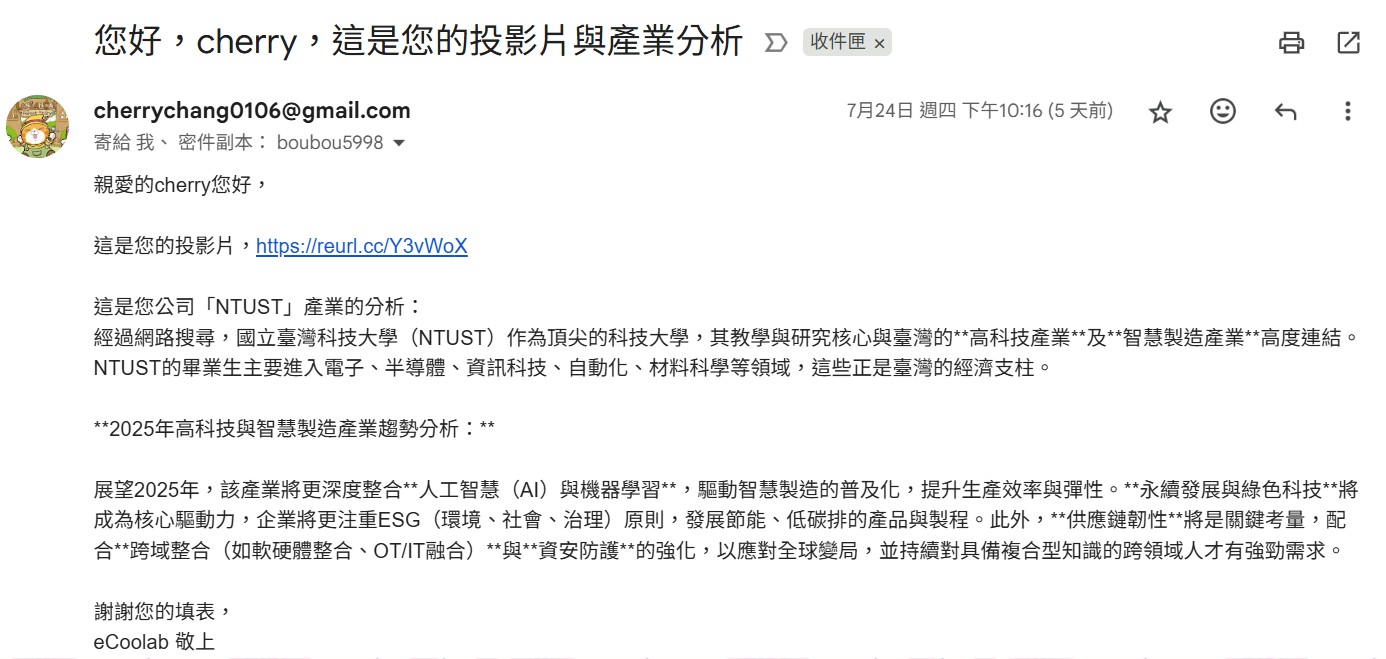 您好，cherry，這是您的投影片與產業分析 收件匣 ×
cherrychang0106@gmail.com 7月24日 週四 下午10:16 (5 天前)
寄給 我、 密件副本： boubou5998
親愛的cherry您好，
這是您的投影片，https://reurl.cc/Y3vWoX
這是您公司「NTUST」產業的分析：
經過網路搜尋，國立臺灣科技大學（NTUST）作為頂尖的科技大學，其教學與研究核心與臺灣的**高科技產業**及**智慧製造產業**高度連結。
NTUST的畢業生主要進入電子、半導體、資訊科技、自動化、材料科學等領域，這些正是臺灣的經濟支柱。
**2025年高科技與智慧製造產業趨勢分析：**
展望2025年，該產業將更深度整合**人工智慧（AI）與機器學習**，驅動智慧製造的普及化，提升生產效率與彈性。**永續發展與綠色科技**將
成為核心驅動力，企業將更注重ESG（環境、社會、治理）原則，發展節能、低碳排的產品與製程。此外，**供應鏈韌性**將是關鍵考量，配
合**跨域整合（如軟硬體整合、OT/IT融合）**與**資安防護**的強化，以應對全球變局，並持續對具備複合型知識的跨領域人才有強勁需求。
謝謝您的填表，
eCoolab 敬上